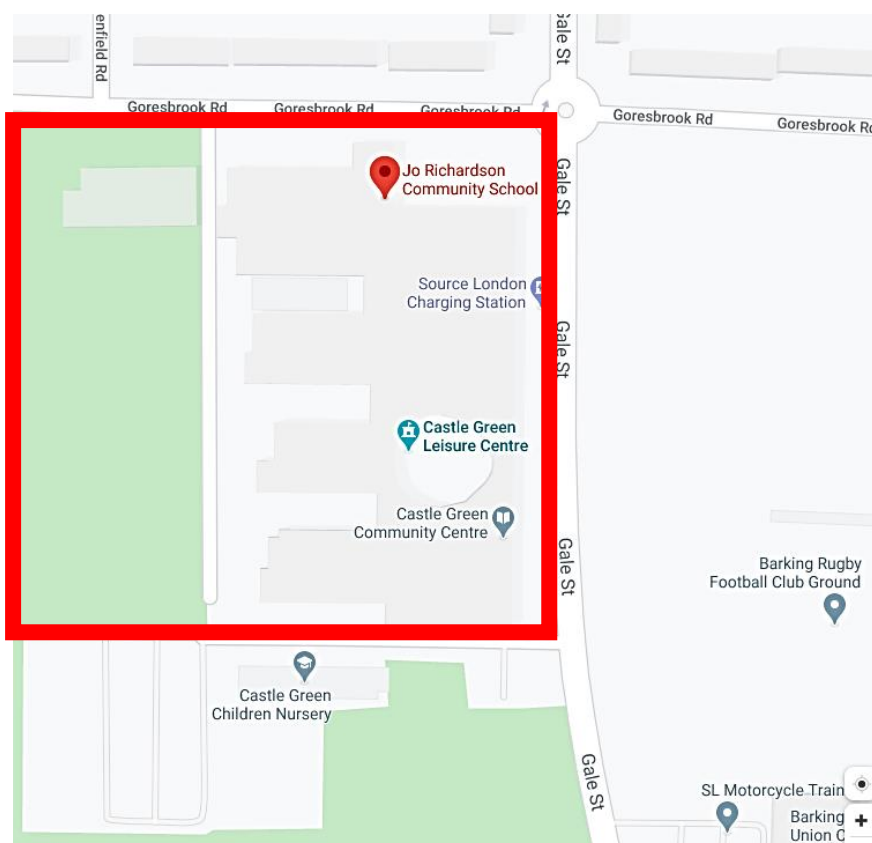 enfield Rd
Gale St
Goresbrook Rd
Goresbrook Rd
Goresbrook Rd
Goresbrook Rd
Goresbrook Rd
Jo Richardson
Community School
Gale St
Source London
Charging Station
Gale St
Castle Green
Leisure Centre
Castle Green
Community Centre
Gale St
Barking Rugby
Football Club Ground
Castle Green
Children Nursery
Gale St
SL Motorcycle Train
Barking
Union C
+